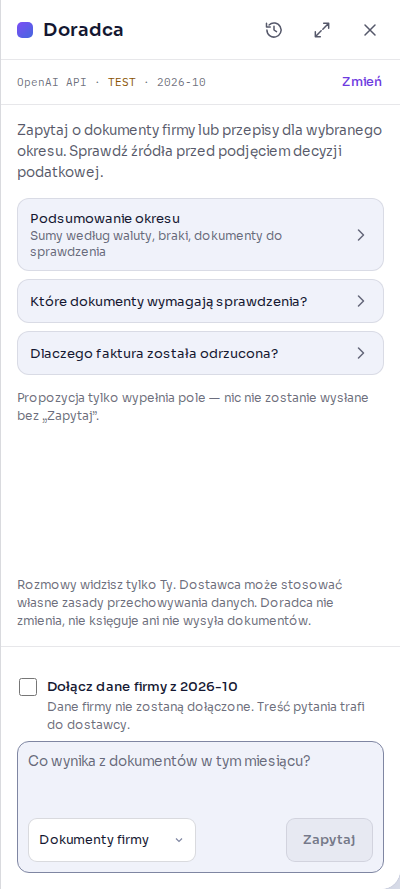 Doradca
OpenAI API · TEST · 2026-10
Zmień
Zapytaj o dokumenty firmy lub przepisy dla wybranego
okresu. Sprawdź źródła przed podjęciem decyzji
podatkowej.
Podsumowanie okresu
Sumy według waluty, braki, dokumenty do
sprawdzenia
Które dokumenty wymagają sprawdzenia?
Dlaczego faktura została odrzucona?
Propozycja tylko wypełnia pole — nic nie zostanie wysłane
bez „Zapytaj”.
Rozmowy widzisz tylko Ty. Dostawca może stosować
własne zasady przechowywania danych. Doradca nie
zmienia, nie księguje ani nie wysyła dokumentów.
Dołącz dane firmy z 2026-10
Dane firmy nie zostaną dołączone. Treść pytania trafi
do dostawcy.
Co wynika z dokumentów w tym miesiącu?
Dokumenty firmy
Zapytaj